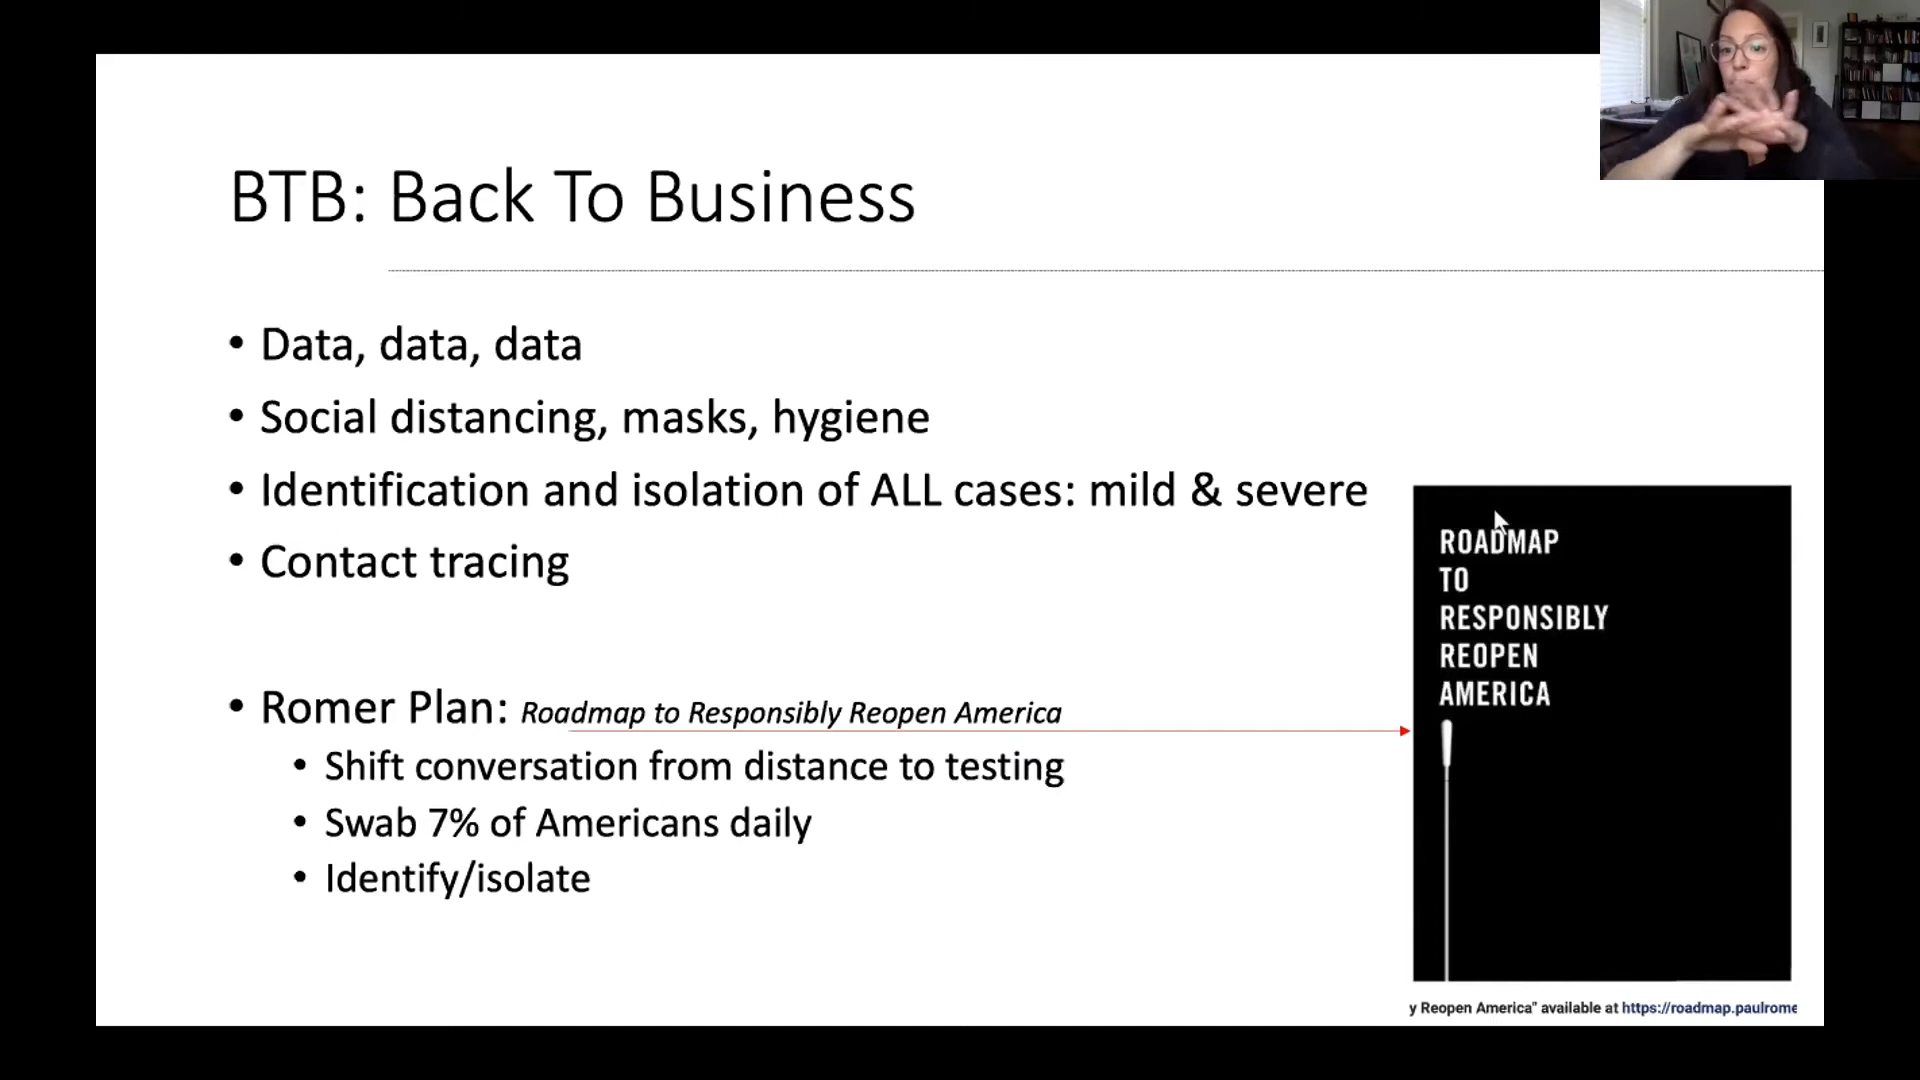 BTB: Back To Business
• Data, data, data
• Social distancing, masks, hygiene
• Identification and isolation of ALL cases: mild & severe
• Contact tracing
• Romer Plan: Roadmap to Responsibly Reopen America
• Shift conversation from distance to testing
• Swab 7% of Americans daily
• Identify/isolate
ROADMAP
TO
RESPONSIBLY
REOPEN
AMERICA
y Reopen America" available at https://roadmap.paulrome